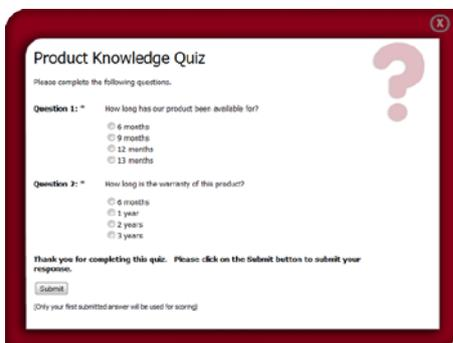 X
Product Knowledge Quiz
?
Please complete the following questions.
Question 1: * How long has our product been available for?
6 months
9 months
12 months
13 months
Question 2: * How long is the warranty of this product?
6 months
1 year
2 years
3 years
Thank you for completing this quiz. Please click on the Submit button to submit your
response.
Submit
(Only your first submitted answer will be used for scoring)